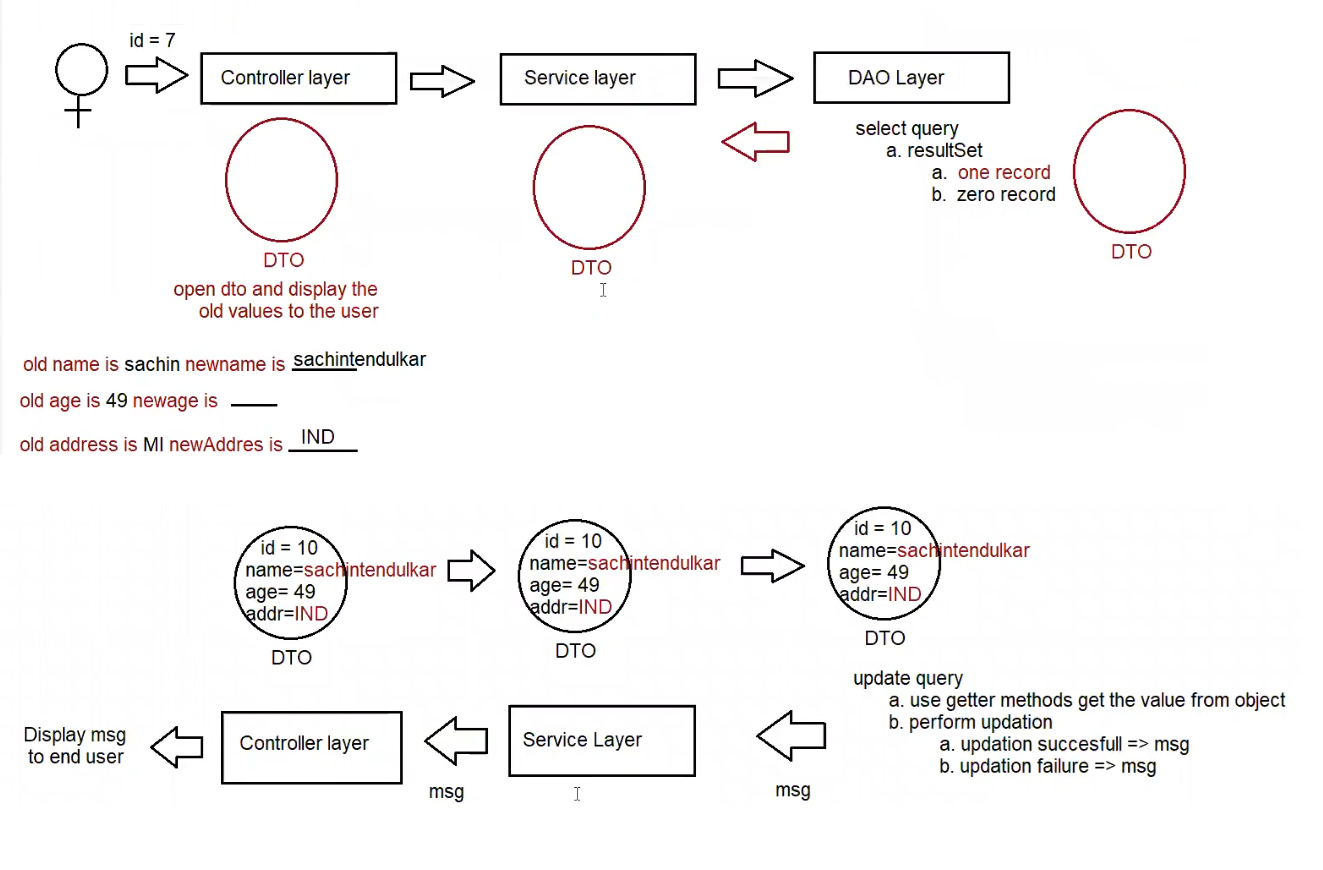 id = 7
Controller layer
Service layer
DAO Layer
select query
a. resultSet
a. one record
b. zero record
DTO
DTO
DTO
open dto and display the
old values to the user
old name is sachin newname is sachintendulkar
old age is 49 newage is
old address is MI newAddres is IND
id = 10
name=sachintendulkar
age= 49
addr=IND
DTO
id = 10
name=sachintendulkar
age= 49
addr=IND
DTO
id = 10
name=sachintendulkar
age= 49
addr=IND
DTO
update query
a. use getter methods get the value from object
b. perform updation
a. updation succesfull => msg
b. updation failure => msg
Display msg
to end user
Controller layer
msg
Service Layer
msg